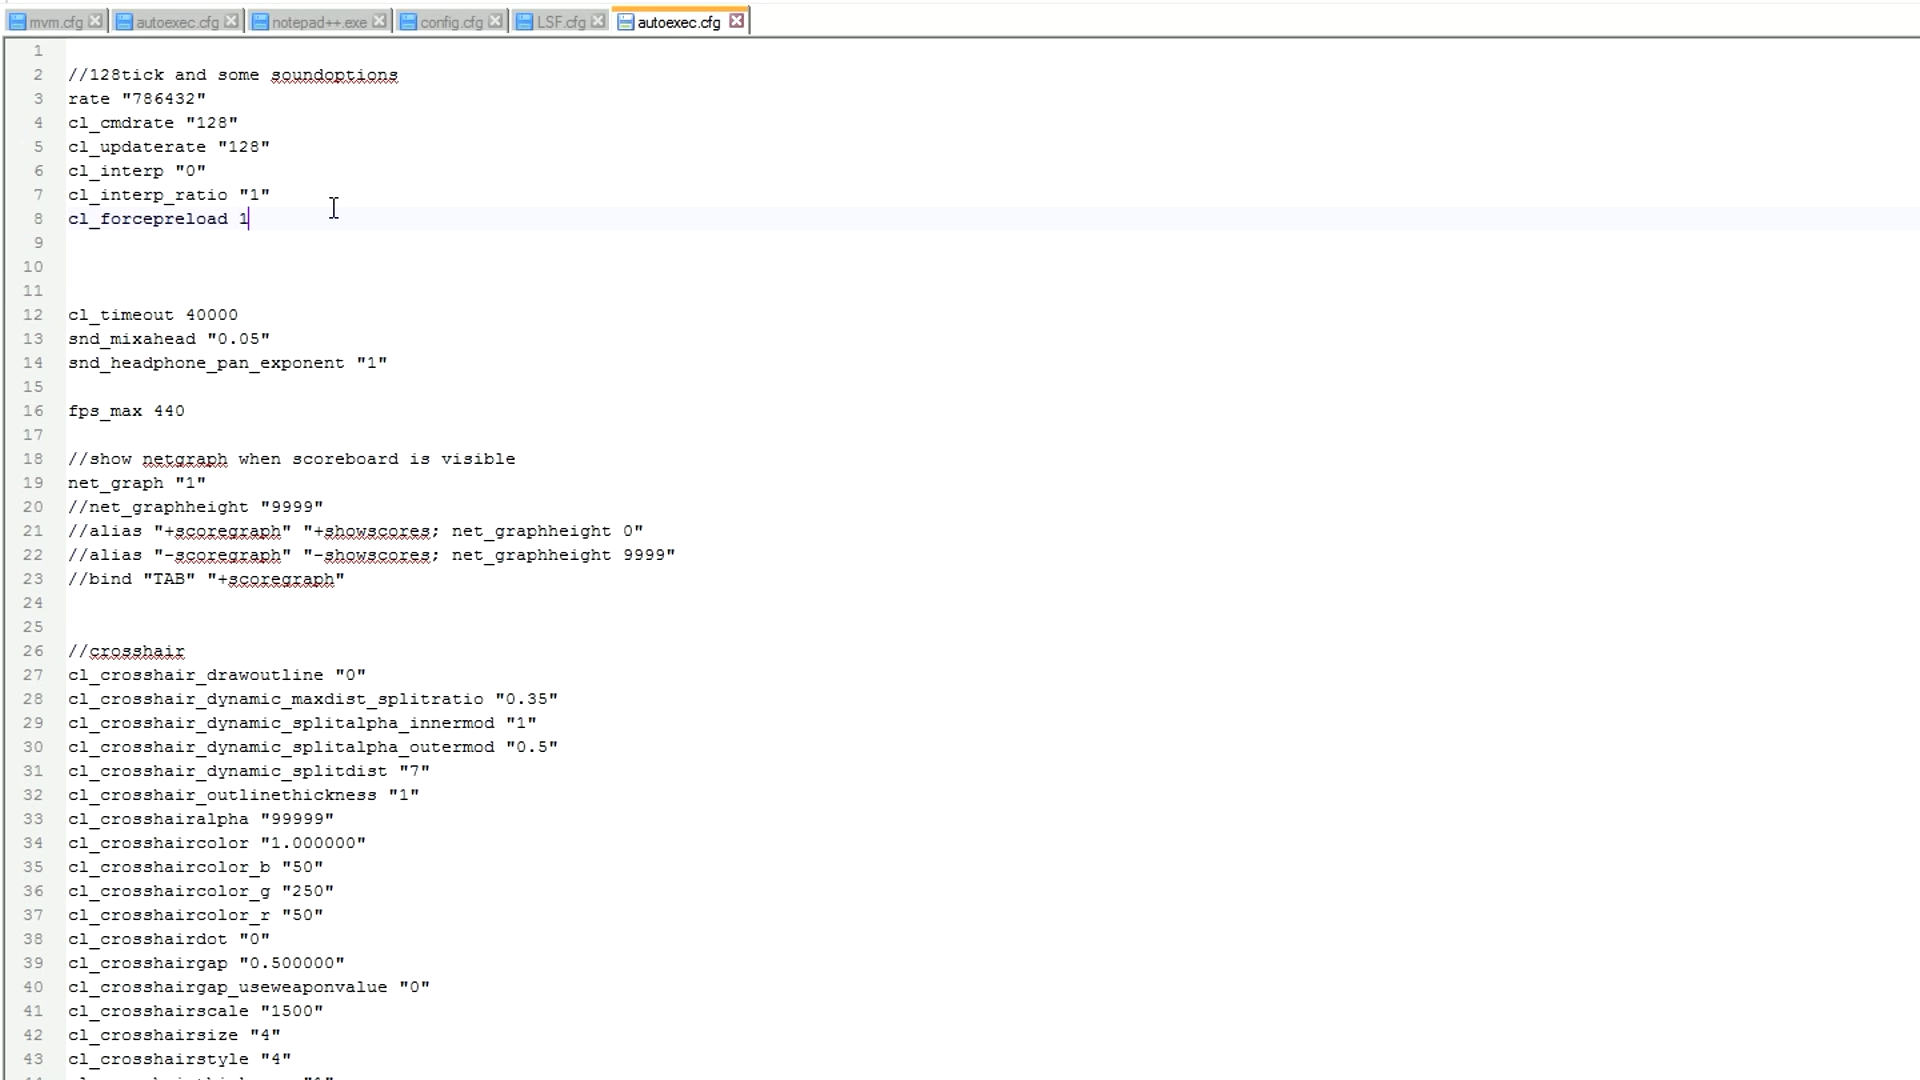 mvm.cfg autoexec.cfg notepad++.exe config.cfg LSF.cfg autoexec.cfg
1
2 //128tick and some soundoptions
3 rate "786432"
4 cl_cmdrate "128"
5 cl_updaterate "128"
6 cl_interp "0"
7 cl_interp_ratio "1"
8 cl_forcepreload 1
9
10
11
12 cl_timeout 40000
13 snd_mixahead "0.05"
14 snd_headphone_pan_exponent "1"
15
16 fps_max 440
17
18 //show netgraph when scoreboard is visible
19 net_graph "1"
20 //net_graphheight "9999"
21 //alias "+scoregraph" "+showscores; net_graphheight 0"
22 //alias "-scoregraph" "-showscores; net_graphheight 9999"
23 //bind "TAB" "+scoregraph"
24
25
26 //crosshair
27 cl_crosshair_drawoutline "0"
28 cl_crosshair_dynamic_maxdist_splitratio "0.35"
29 cl_crosshair_dynamic_splitalpha_innermod "1"
30 cl_crosshair_dynamic_splitalpha_outermod "0.5"
31 cl_crosshair_dynamic_splitdist "7"
32 cl_crosshair_outlinethickness "1"
33 cl_crosshairalpha "99999"
34 cl_crosshaircolor "1.000000"
35 cl_crosshaircolor_b "50"
36 cl_crosshaircolor_g "250"
37 cl_crosshaircolor_r "50"
38 cl_crosshairdot "0"
39 cl_crosshairgap "0.500000"
40 cl_crosshairgap_useweaponvalue "0"
41 cl_crosshairscale "1500"
42 cl_crosshairsize "4"
43 cl_crosshairstyle "4"